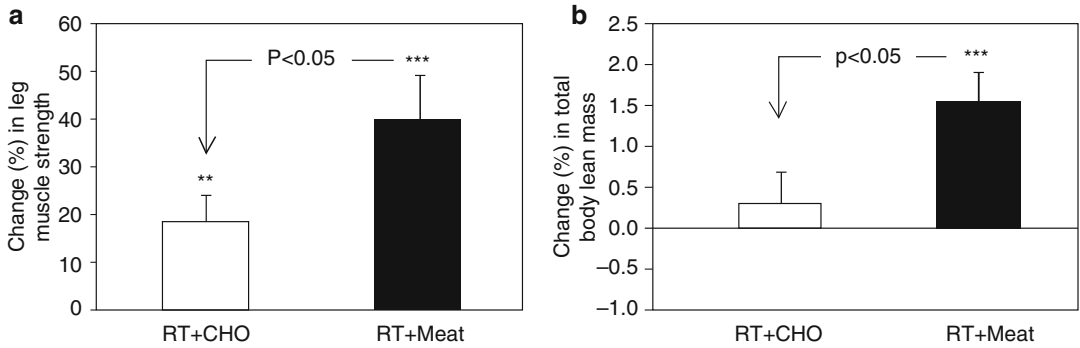 a
60
50
40
30
20
10
0
Change (%) in leg
muscle strength
P<0.05
***
**
RT+CHO
RT+Meat
b
2.5
2.0
1.5
1.0
0.5
0.0
–0.5
–1.0
Change (%) in total
body lean mass
p<0.05
***
RT+CHO
RT+Meat